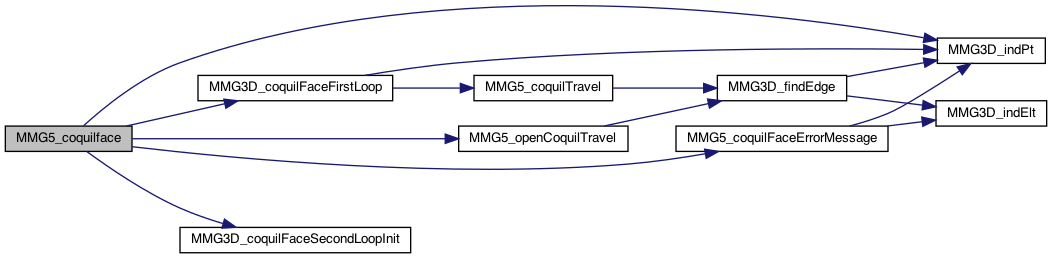 MMG3D_indPt
MMG3D_coquilFaceFirstLoop
MMG5_coquilTravel
MMG3D_findEdge
MMG3D_indElt
MMG5_coquilface
MMG5_openCoquilTravel
MMG5_coquilFaceErrorMessage
MMG3D_coquilFaceSecondLoopInit